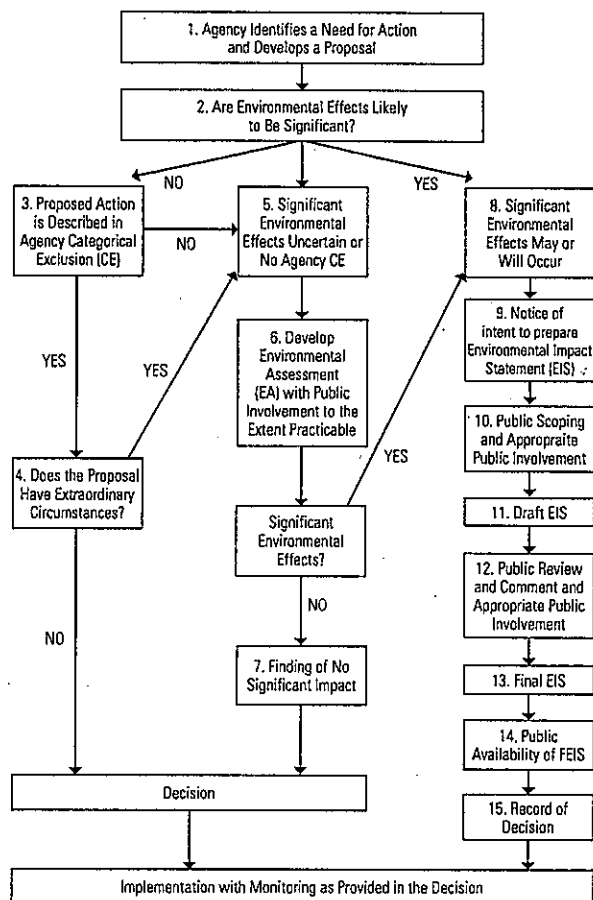 1. Agency Identifies a Need for Action
and Develops a Proposal
2. Are Environmental Effects Likely
to Be Significant?
NO
YES
3. Proposed Action
is Described in
Agency Categorical
Exclusion (CE)
NO
5. Significant
Environmental
Effects Uncertain or
No Agency CE
8. Significant
Environmental
Effects May or
Will Occur
YES
YES
6. Develop
Environmental
Assessment
(EA) with Public
Involvement to the
Extent Practicable
YES
9. Notice of
intent to prepare
Environmental Impact
Statement (EIS)
10. Public Scoping
and Appropraite
Public Involvement
4. Does the Proposal
Have Extraordinary
Circumstances?
Significant
Environmental
Effects?
11. Draft EIS
12. Public Review
and Comment and
Appropriate Public
Involvement
NO
NO
7. Finding of No
Significant Impact
13. Final EIS
14. Public
Availability of FEIS
Decision
15. Record of
Decision
Implementation with Monitoring as Provided in the Decision